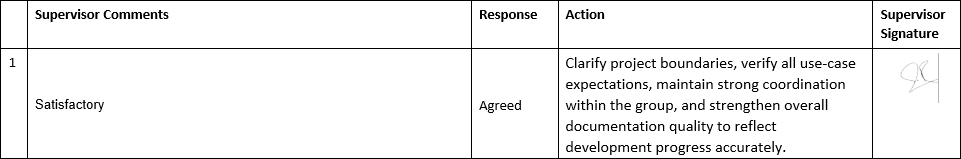 Supervisor Comments Response Action Supervisor
Signature
1 Satisfactory Agreed Clarify project boundaries, verify all use-case
expectations, maintain strong coordination
within the group, and strengthen overall
documentation quality to reflect
development progress accurately.